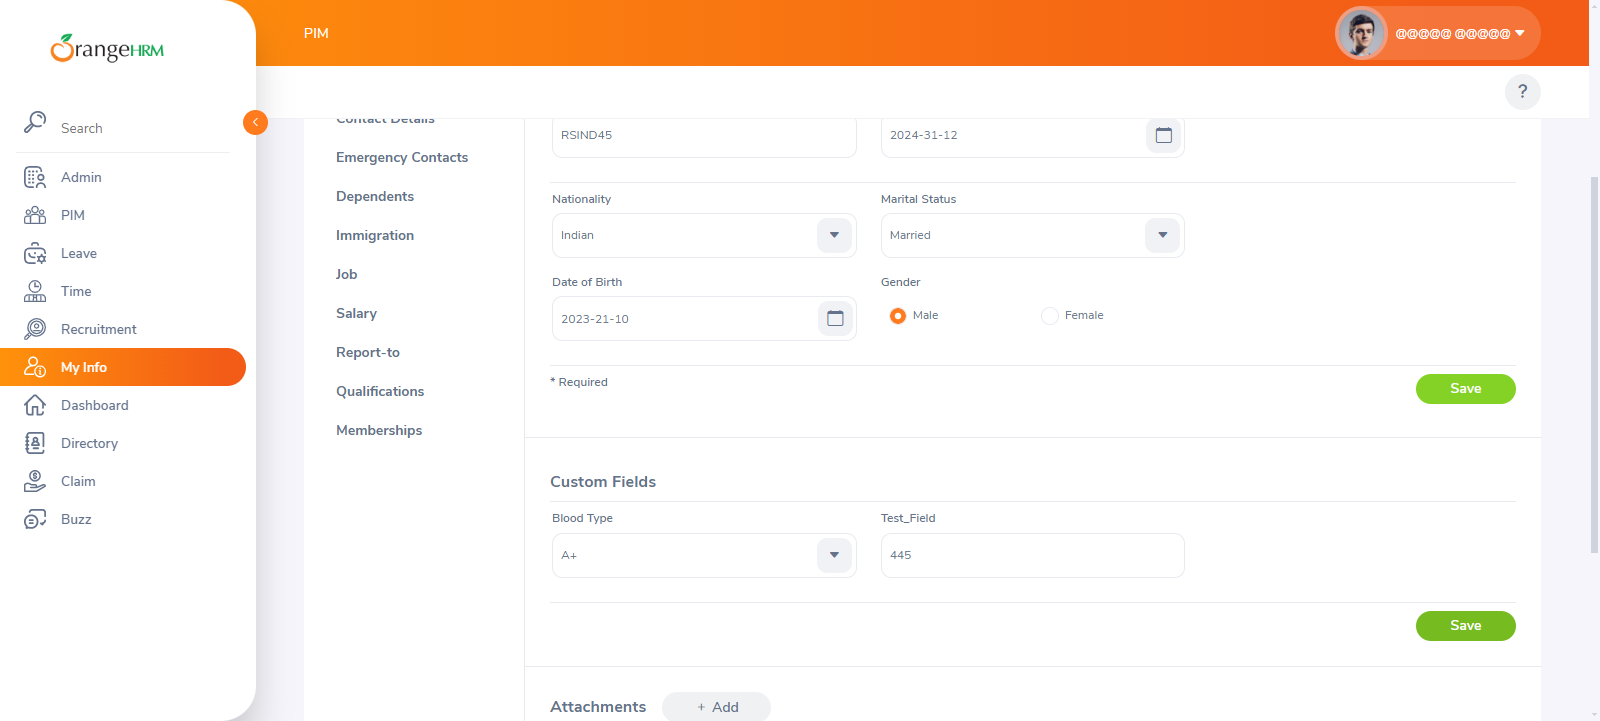 OrangeHRM
PIM
@@@@@ @@@@@
?
Search
Admin
PIM
Leave
Time
Recruitment
My Info
Dashboard
Directory
Claim
Buzz
Contact Details
Emergency Contacts
Dependents
Immigration
Job
Salary
Report-to
Qualifications
Memberships
RSIND45
2024-31-12
Nationality
Marital Status
Indian
Married
Date of Birth
Gender
2023-21-10
Male
Female
* Required
Save
Custom Fields
Blood Type
Test_Field
A+
445
Save
Attachments
+ Add